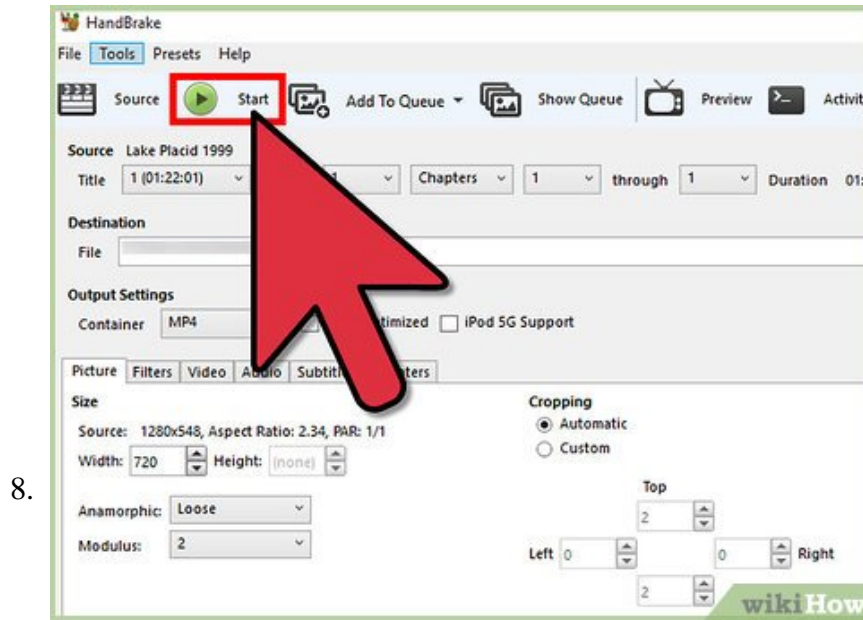 HandBrake
File Tools Presets Help
Source Start Add To Queue Show Queue Preview Activit
Source Lake Placid 1999
Title 1 (01:22:01) 1 Chapters 1 through 1 Duration 01:
Destination
File
Output Settings
Container MP4 timized iPod 5G Support
Picture Filters Video Audio Subtitl ters
Size Cropping
Source: 1280x548, Aspect Ratio: 2.34, PAR: 1/1 Automatic
Width: 720 Height: (none) Custom
8.
Top
Anamorphic: Loose 2
Modulus: 2 Left 0 0 Right
2
wikiHow